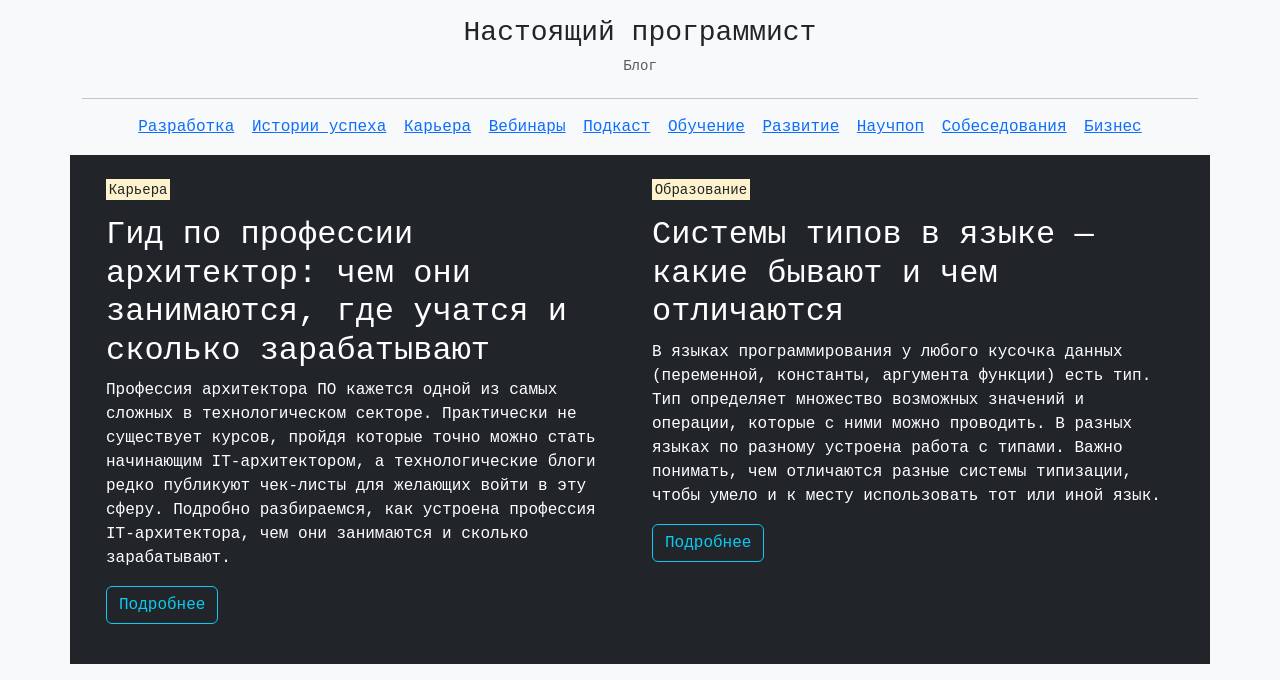 Настоящий программист
Блог
Разработка Истории успеха Карьера Вебинары Подкаст Обучение Развитие Научпоп Собеседования Бизнес
Карьера
Гид по профессии
архитектор: чем они
занимаются, где учатся и
сколько зарабатывают
Профессия архитектора ПО кажется одной из самых
сложных в технологическом секторе. Практически не
существует курсов, пройдя которые точно можно стать
начинающим IT-архитектором, а технологические блоги
редко публикуют чек-листы для желающих войти в эту
сферу. Подробно разбираемся, как устроена профессия
IT-архитектора, чем они занимаются и сколько
зарабатывают.
Подробнее
Образование
Системы типов в языке —
какие бывают и чем
отличаются
В языках программирования у любого кусочка данных
(переменной, константы, аргумента функции) есть тип.
Тип определяет множество возможных значений и
операции, которые с ними можно проводить. В разных
языках по разному устроена работа с типами. Важно
понимать, чем отличаются разные системы типизации,
чтобы умело и к месту использовать тот или иной язык.
Подробнее